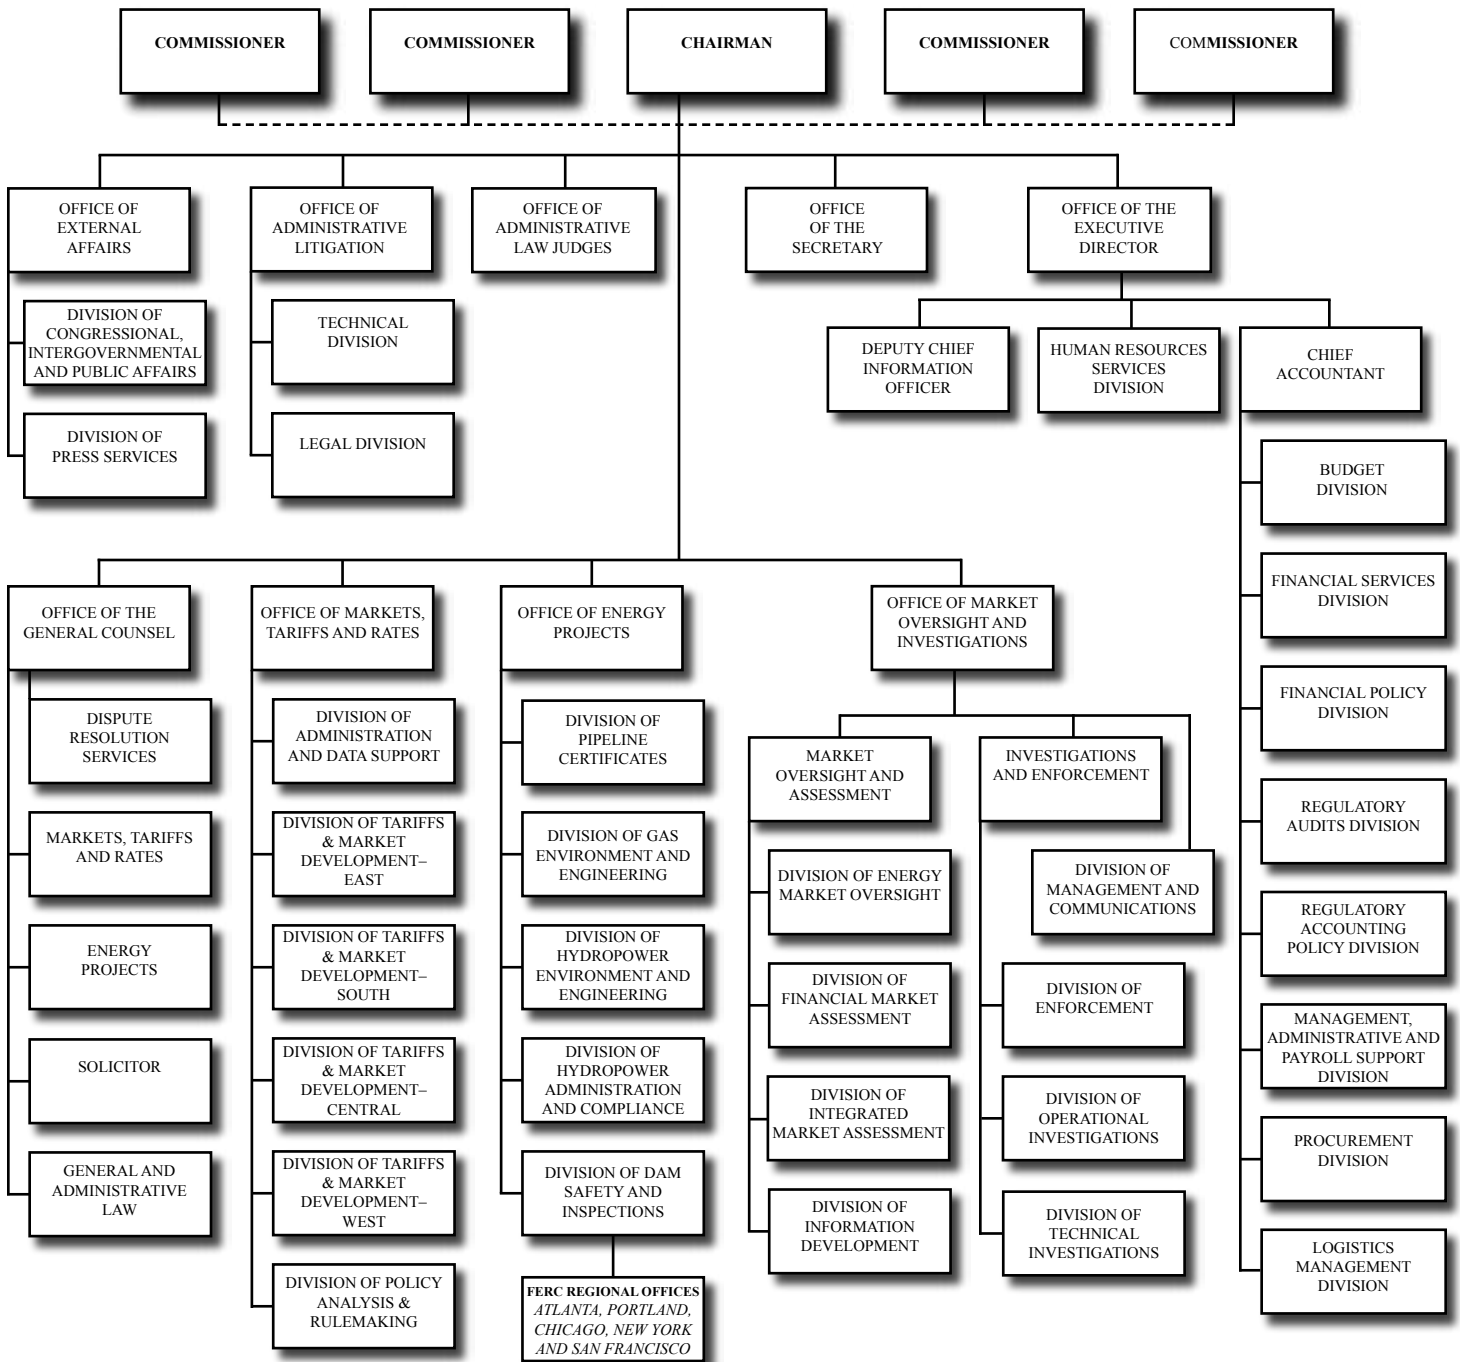 COMMISSIONER
COMMISSIONER
CHAIRMAN
COMMISSIONER
COMMISSIONER
OFFICE OF
EXTERNAL
AFFAIRS
OFFICE OF
ADMINISTRATIVE
LITIGATION
OFFICE OF
ADMINISTRATIVE
LAW JUDGES
OFFICE
OF THE
SECRETARY
OFFICE OF THE
EXECUTIVE
DIRECTOR
DIVISION OF
CONGRESSIONAL,
INTERGOVERNMENTAL
AND PUBLIC AFFAIRS
DIVISION OF
PRESS SERVICES
TECHNICAL
DIVISION
LEGAL DIVISION
DEPUTY CHIEF
INFORMATION
OFFICER
HUMAN RESOURCES
SERVICES
DIVISION
CHIEF
ACCOUNTANT
BUDGET
DIVISION
FINANCIAL SERVICES
DIVISION
FINANCIAL POLICY
DIVISION
REGULATORY
AUDITS DIVISION
REGULATORY
ACCOUNTING
POLICY DIVISION
MANAGEMENT,
ADMINISTRATIVE AND
PAYROLL SUPPORT
DIVISION
PROCUREMENT
DIVISION
LOGISTICS
MANAGEMENT
DIVISION
OFFICE OF THE
GENERAL COUNSEL
DISPUTE
RESOLUTION
SERVICES
MARKETS, TARIFFS
AND RATES
ENERGY
PROJECTS
SOLICITOR
GENERAL AND
ADMINISTRATIVE
LAW
OFFICE OF MARKETS,
TARIFFS AND RATES
DIVISION OF
ADMINISTRATION
AND DATA SUPPORT
DIVISION OF TARIFFS
& MARKET
DEVELOPMENT–
EAST
DIVISION OF TARIFFS
& MARKET
DEVELOPMENT–
SOUTH
DIVISION OF TARIFFS
& MARKET
DEVELOPMENT–
CENTRAL
DIVISION OF TARIFFS
& MARKET
DEVELOPMENT–
WEST
DIVISION OF POLICY
ANALYSIS &
RULEMAKING
OFFICE OF ENERGY
PROJECTS
DIVISION OF
PIPELINE
CERTIFICATES
DIVISION OF GAS
ENVIRONMENT AND
ENGINEERING
DIVISION OF
HYDROPOWER
ENVIRONMENT AND
ENGINEERING
DIVISION OF
HYDROPOWER
ADMINISTRATION
AND COMPLIANCE
DIVISION OF DAM
SAFETY AND
INSPECTIONS
FERC REGIONAL OFFICES
ATLANTA, PORTLAND,
CHICAGO, NEW YORK
AND SAN FRANCISCO
OFFICE OF MARKET
OVERSIGHT AND
INVESTIGATIONS
MARKET
OVERSIGHT AND
ASSESSMENT
DIVISION OF ENERGY
MARKET OVERSIGHT
DIVISION OF
FINANCIAL MARKET
ASSESSMENT
DIVISION OF
INTEGRATED
MARKET ASSESSMENT
DIVISION OF
INFORMATION
DEVELOPMENT
INVESTIGATIONS
AND ENFORCEMENT
DIVISION OF
MANAGEMENT AND
COMMUNICATIONS
DIVISION OF
ENFORCEMENT
DIVISION OF
OPERATIONAL
INVESTIGATIONS
DIVISION OF
TECHNICAL
INVESTIGATIONS